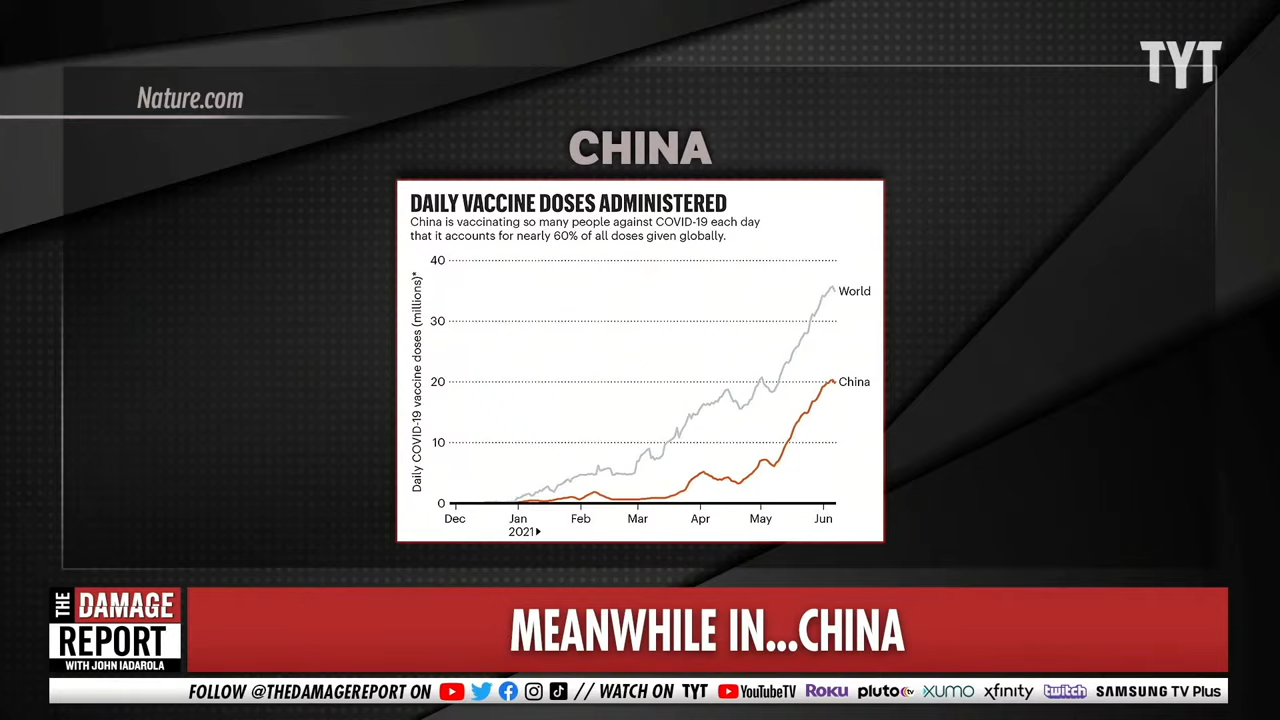 TYT
Nature.com
CHINA
DAILY VACCINE DOSES ADMINISTERED
China is vaccinating so many people against COVID-19 each day
that it accounts for nearly 60% of all doses given globally.
Daily COVID-19 vaccine doses (millions)*
40
30
20
10
0
World
China
Dec
Jan
Feb
Mar
Apr
May
Jun
2021
THE
DAMAGE
REPORT
WITH JOHN IADAROLA
MEANWHILE IN...CHINA
FOLLOW @THEDAMAGEREPORT ON // WATCH ON TYT YouTubeTV ROKU pluto tv XUMO xfinity twitch SAMSUNG TV Plus